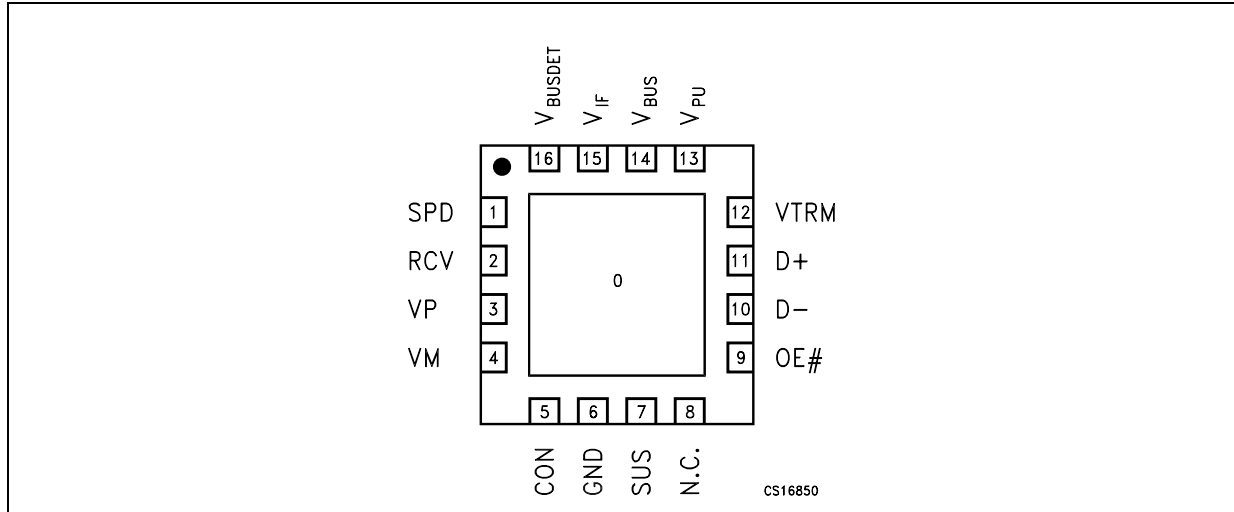 VBUSDET VIF VBUS VPU
16 15 14 13
SPD 1 12 VTRM
RCV 2 11 D+
0
VP 3 10 D−
VM 4 9 OE#
5 6 7 8
CON GND SUS N.C.
CS16850